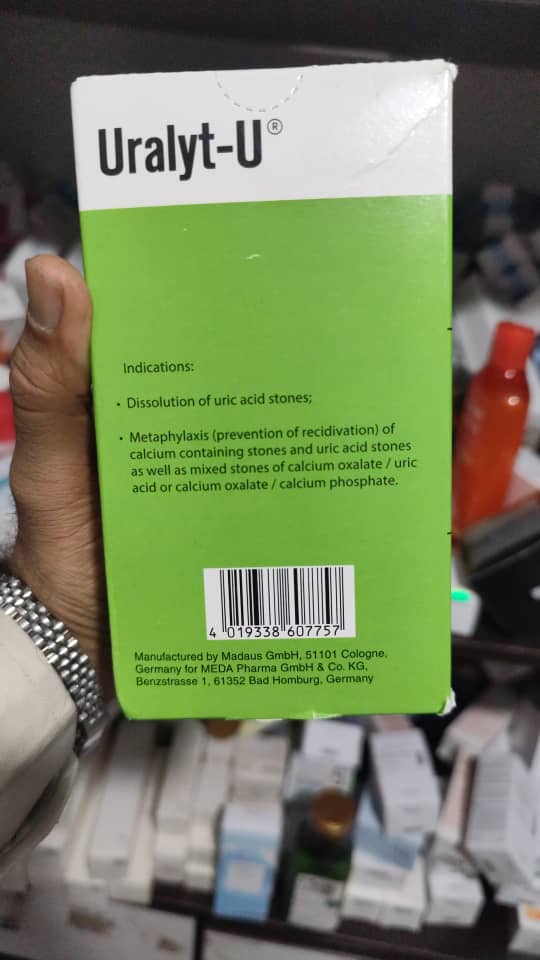 Uralyt-U®
Indications:
• Dissolution of uric acid stones;
• Metaphylaxis (prevention of recidivation) of
calcium containing stones and uric acid stones
as well as mixed stones of calcium oxalate / uric
acid or calcium oxalate / calcium phosphate.
4 019338 607757
Manufactured by Madaus GmbH, 51101 Cologne,
Germany for MEDA Pharma GmbH & Co. KG,
Benzstrasse 1, 61352 Bad Homburg, Germany